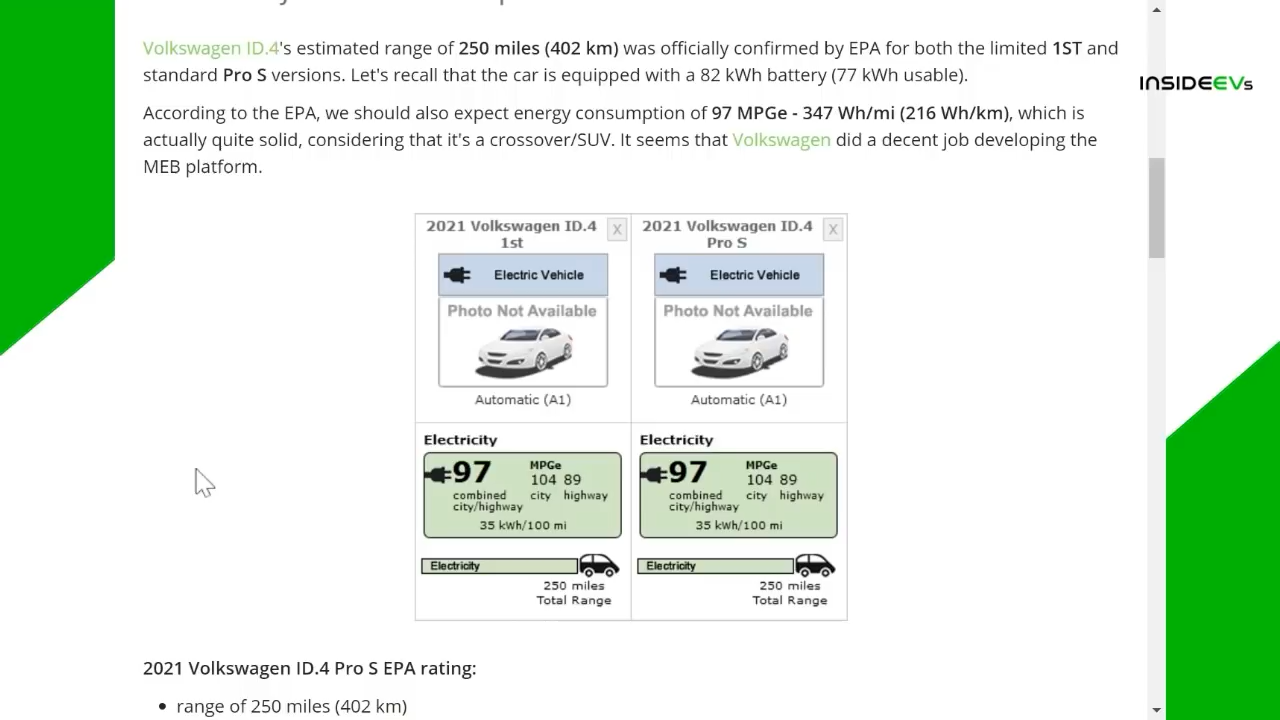 Volkswagen ID.4's estimated range of 250 miles (402 km) was officially confirmed by EPA for both the limited 1ST and
standard Pro S versions. Let's recall that the car is equipped with a 82 kWh battery (77 kWh usable).
INSIDEEVs
According to the EPA, we should also expect energy consumption of 97 MPGe - 347 Wh/mi (216 Wh/km), which is
actually quite solid, considering that it's a crossover/SUV. It seems that Volkswagen did a decent job developing the
MEB platform.
2021 Volkswagen ID.4
1st
X
Electric Vehicle
Photo Not Available
Automatic (A1)
Electricity
97
MPGe
104 89
combined
city/highway
city highway
35 kWh/100 mi
Electricity
250 miles
Total Range
2021 Volkswagen ID.4
Pro S
X
Electric Vehicle
Photo Not Available
Automatic (A1)
Electricity
97
MPGe
104 89
combined
city/highway
city highway
35 kWh/100 mi
Electricity
250 miles
Total Range
2021 Volkswagen ID.4 Pro S EPA rating:
• range of 250 miles (402 km)